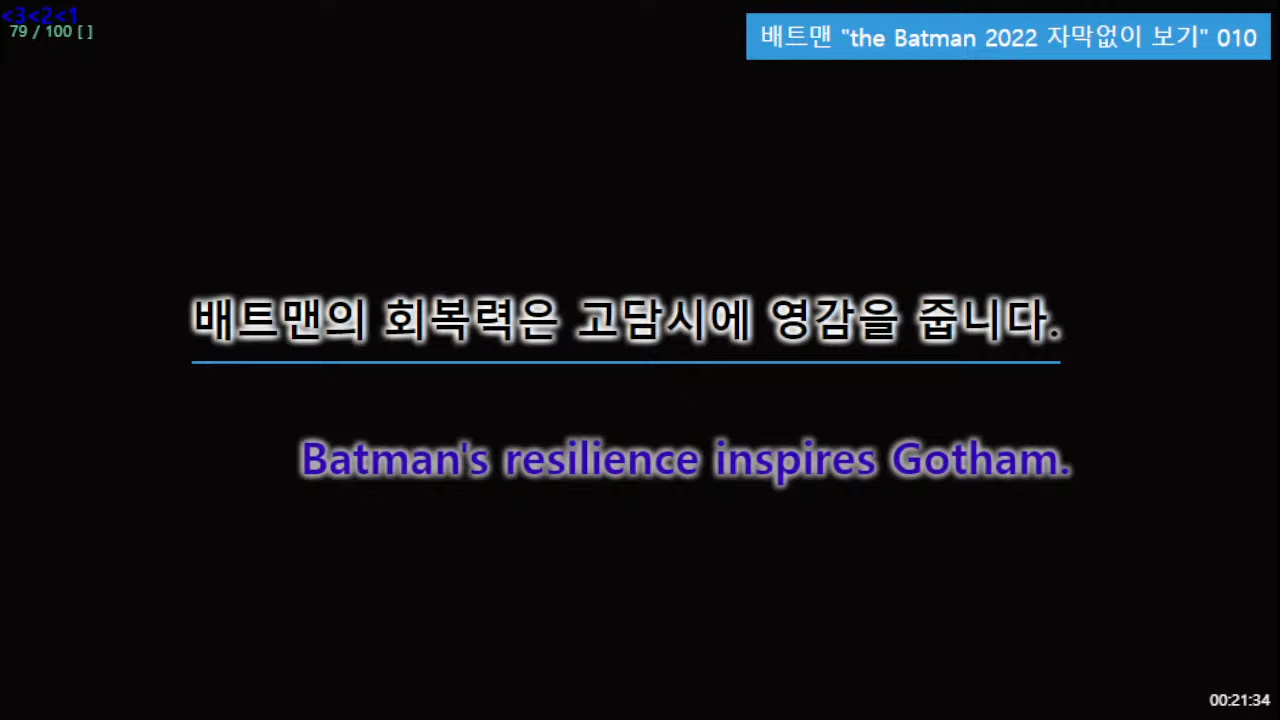 <3<2<1
79 / 100 [ ]
배트맨 "the Batman 2022 자막없이 보기" 010
배트맨의 회복력은 고담시에 영감을 줍니다.
Batman's resilience inspires Gotham.
00:21:34